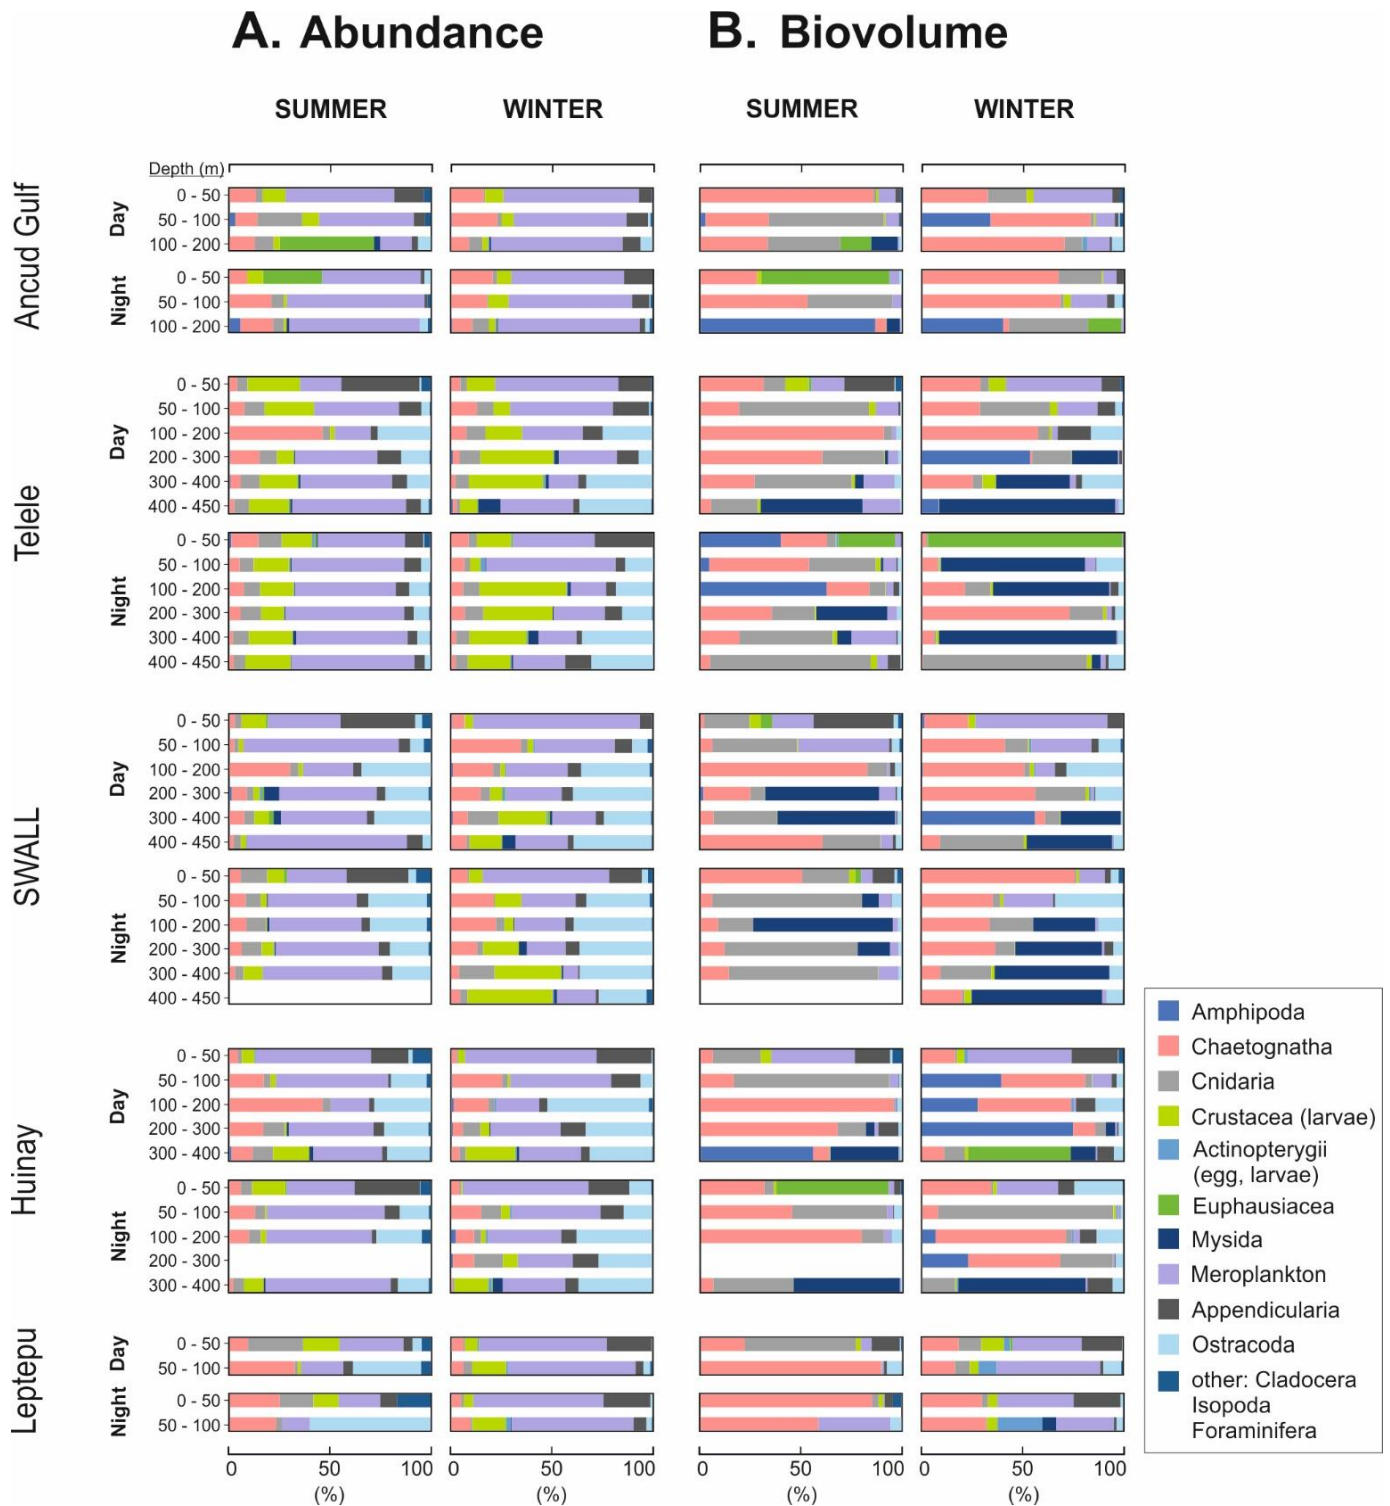 A. Abundance
B. Biovolume
SUMMER
WINTER
SUMMER
WINTER
Depth (m)
Ancud Gulf
Day
0 - 50
50 - 100
100 - 200
Night
0 - 50
50 - 100
100 - 200
Telele
Day
0 - 50
50 - 100
100 - 200
200 - 300
300 - 400
400 - 450
Night
0 - 50
50 - 100
100 - 200
200 - 300
300 - 400
400 - 450
SWALL
Day
0 - 50
50 - 100
100 - 200
200 - 300
300 - 400
400 - 450
Night
0 - 50
50 - 100
100 - 200
200 - 300
300 - 400
400 - 450
Huinay
Day
0 - 50
50 - 100
100 - 200
200 - 300
300 - 400
Night
0 - 50
50 - 100
100 - 200
200 - 300
300 - 400
Leptepu
Day
0 - 50
50 - 100
Night
0 - 50
50 - 100
0 50 100
(%)
0 50 100
(%)
0 50 100
(%)
0 50 100
(%)
Amphipoda
Chaetognatha
Cnidaria
Crustacea (larvae)
Actinopterygii
(egg, larvae)
Euphausiacea
Mysida
Meroplankton
Appendicularia
Ostracoda
other: Cladocera
Isopoda
Foraminifera